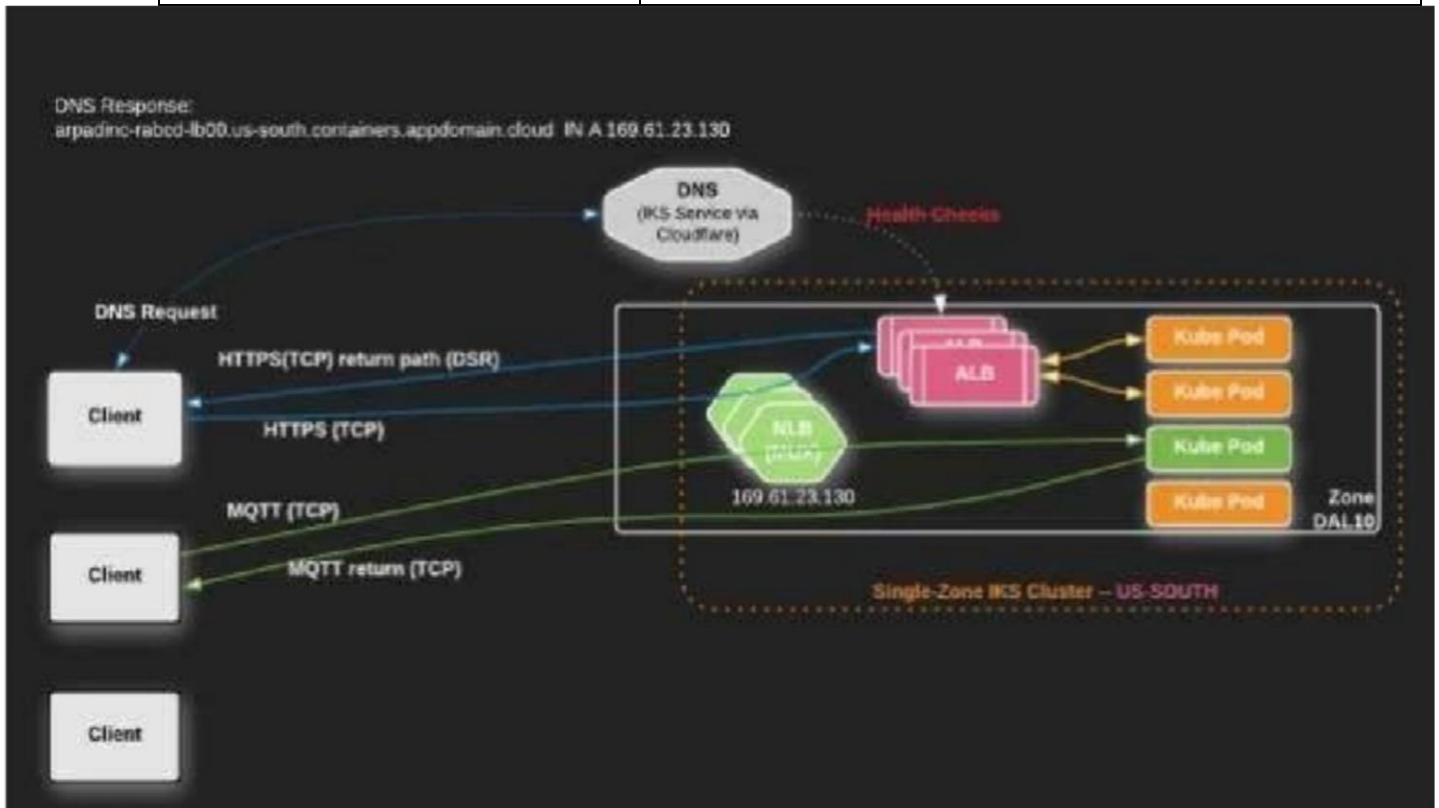 DNS Response:
arpadinc-rabcd-lb00.us-south.containers.appdomain.cloud IN A 169.61.23.130
DNS
(IKS Service via
Cloudflare)
Health Checks
DNS Request
HTTPS(TCP) return path (DSR)
Client
HTTPS (TCP)
ALB
ALB
Kube Pod
Kube Pod
NLB
(MUX)
Kube Pod
169.61.23.130
Kube Pod
Zone
DAL10
MQTT (TCP)
Client
MQTT return (TCP)
Single-Zone IKS Cluster – US-SOUTH
Client